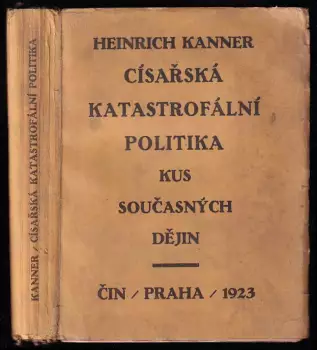 KANNER / CÍSAŘSKÁ KATASTROFÁLNÍ POLITIKA
HEINRICH KANNER
CÍSAŘSKÁ
KATASTROFÁLNÍ
POLITIKA
KUS
SOUČASNÝCH
DĚJIN
ČIN / PRAHA / 1923